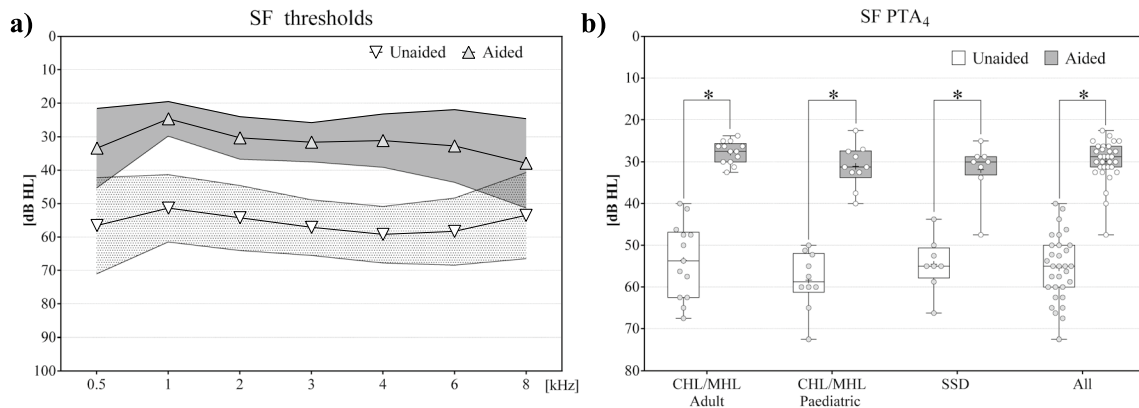 a)
SF thresholds
Unaided Aided
[dB HL]
0
10
20
30
40
50
60
70
80
90
100
0.5 1 2 3 4 6 8 [kHz]
b)
SF PTA₄
Unaided Aided
[dB HL]
0
10
20
30
40
50
60
70
80
* * * *
CHL/MHL Adult
CHL/MHL Paediatric
SSD
All